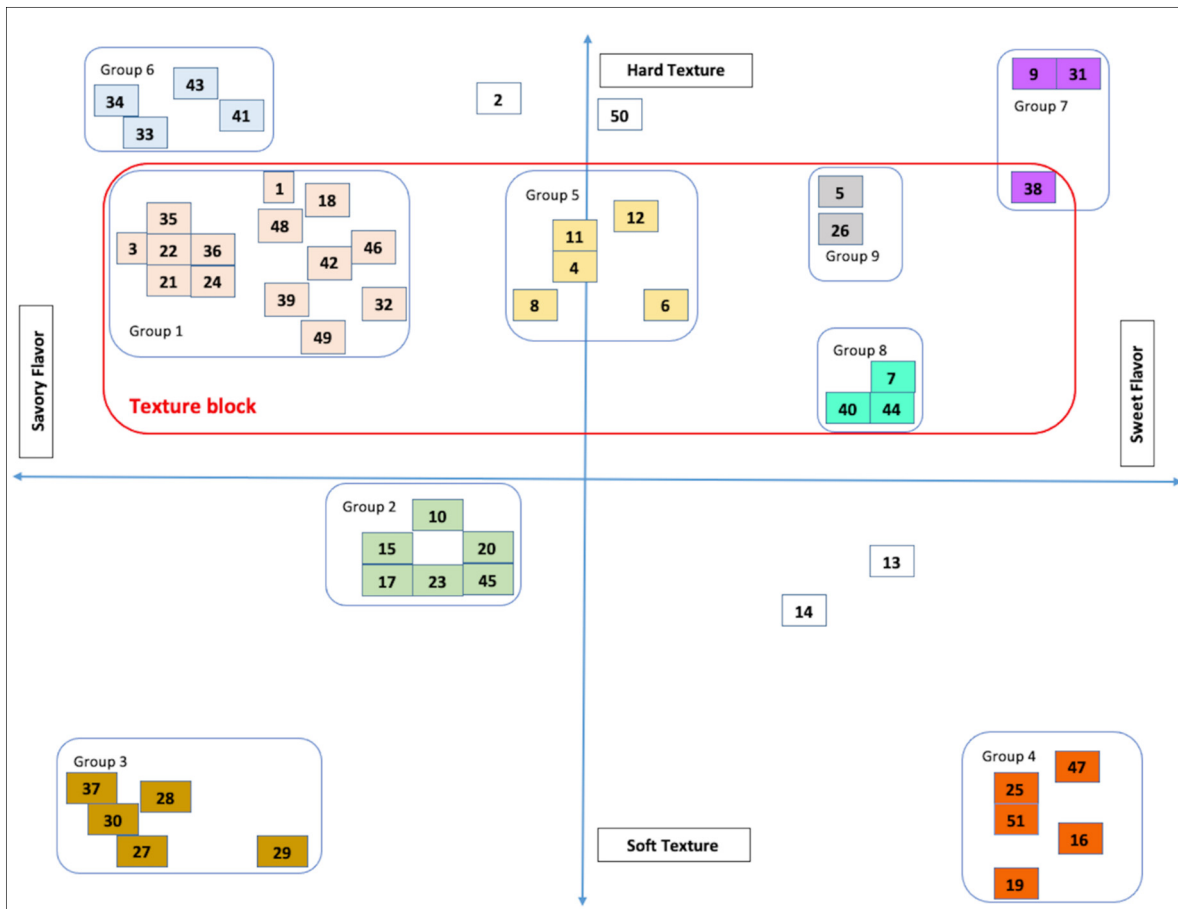 Group 6
43
34
41
33
2
Hard Texture
50
9 31
Group 7
38
1
18
35
48
3 22 36
46
42
21 24
39
32
49
Group 1
Group 5
12
11
4
8
6
5
26
Group 9
Group 8
7
40 44
Savory Flavor
Texture block
Sweet Flavor
Group 2
10
15 20
17 23 45
13
14
Group 3
37
28
30
27
29
Soft Texture
Group 4
47
25
51
16
19